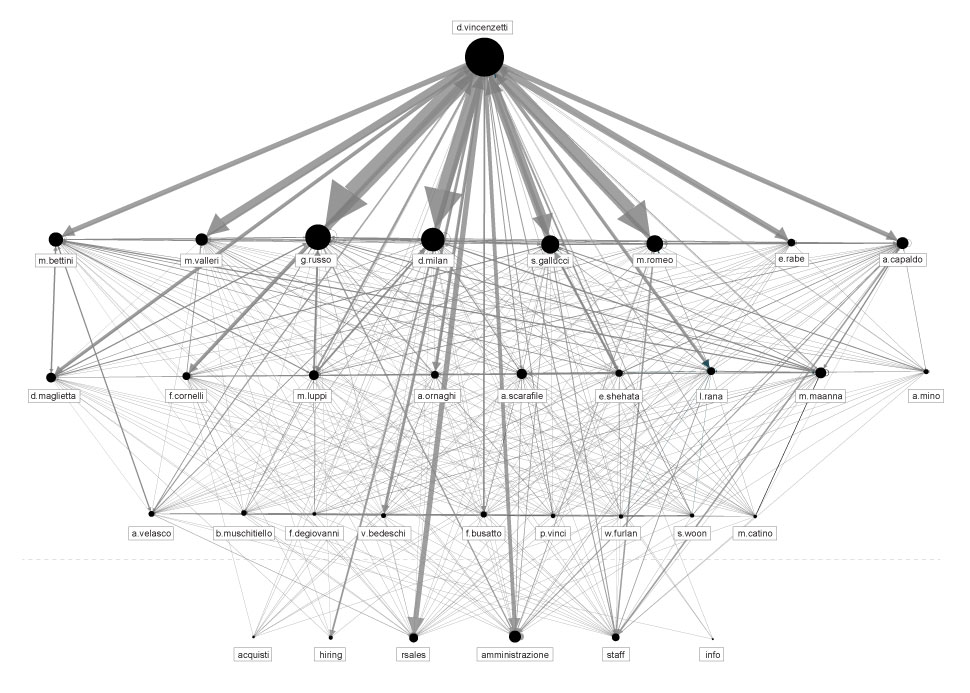 d.vincenzetti
m.bettini
m.valleri
g.russo
d.milan
s.gallucci
m.romeo
e.rabe
a.capaldo
d.maglietta
f.cornelli
m.luppi
a.ornaghi
a.scarafile
e.shehata
l.rana
m.maanna
a.mino
a.velasco
b.muschitiello
f.degiovanni
v.bedeschi
f.busatto
p.vinci
w.furlan
s.woon
m.catino
acquisti
hiring
rsales
amministrazione
staff
info